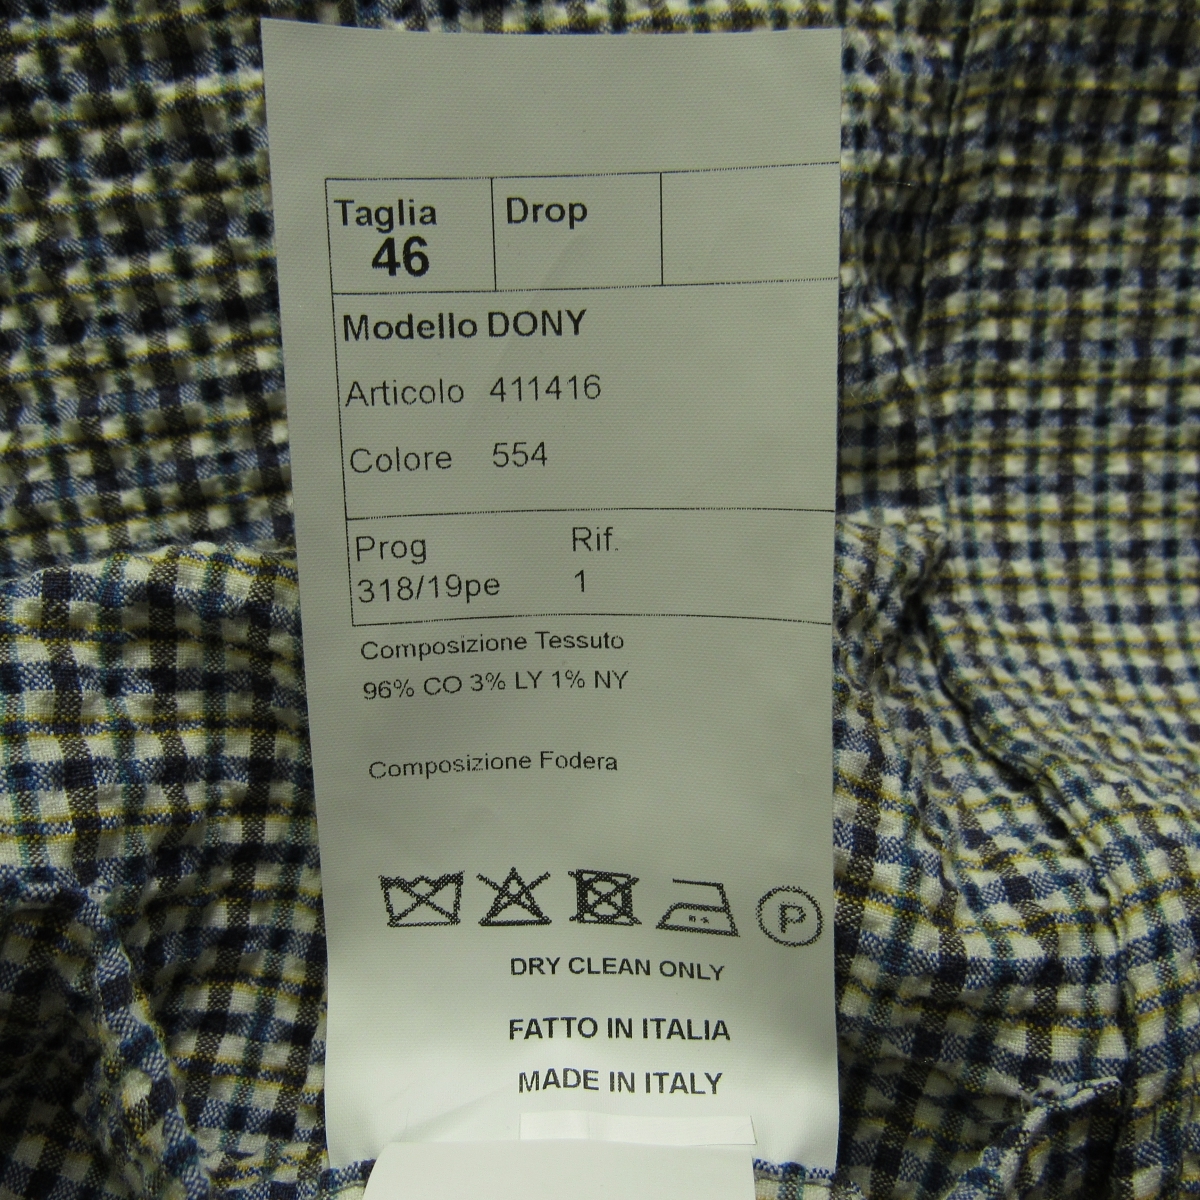 Taglia Drop
46
Modello DONY
Articolo 411416
Colore 554
Prog Rif.
318/19pe 1
Composizione Tessuto
96% CO 3% LY 1% NY
Composizione Fodera
P
DRY CLEAN ONLY
FATTO IN ITALIA
MADE IN ITALY